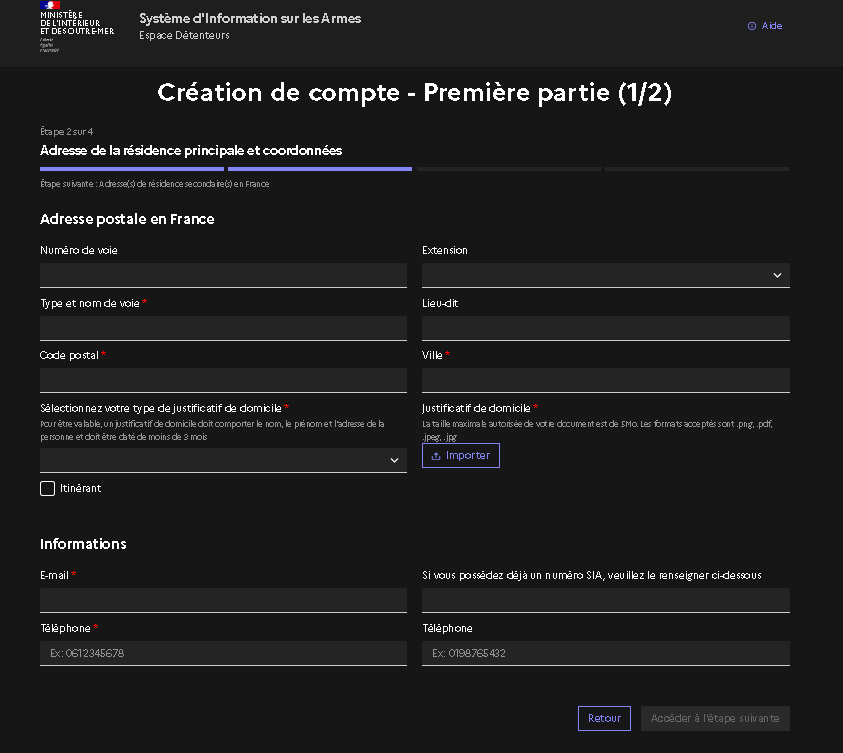 MINISTÈRE
DE L'INTÉRIEUR
ET DES OUTRE-MER
Liberté
Égalité
Fraternité
Système d'Information sur les Armes
Espace Détenteurs
Aide
Création de compte - Première partie (1/2)
Étape 2 sur 4
Adresse de la résidence principale et coordonnées
Étape suivante : Adresse(s) de résidence secondaire(s) en France
Adresse postale en France
Numéro de voie
Extension
Type et nom de voie *
Lieu-dit
Code postal *
Ville *
Sélectionnez votre type de justificatif de domicile *
Pour être valable, un justificatif de domicile doit comporter le nom, le prénom et l'adresse de la
personne et doit être daté de moins de 3 mois
Justificatif de domicile *
La taille maximale autorisée de votre document est de 5Mo. Les formats acceptés sont .png, .pdf,
.jpeg, .jpg
Importer
Itinérant
Informations
E-mail *
Si vous possédez déjà un numéro SIA, veuillez le renseigner ci-dessous
Téléphone *
Ex: 0612345678
Téléphone
Ex: 0198765432
Retour
Accéder à l'étape suivante